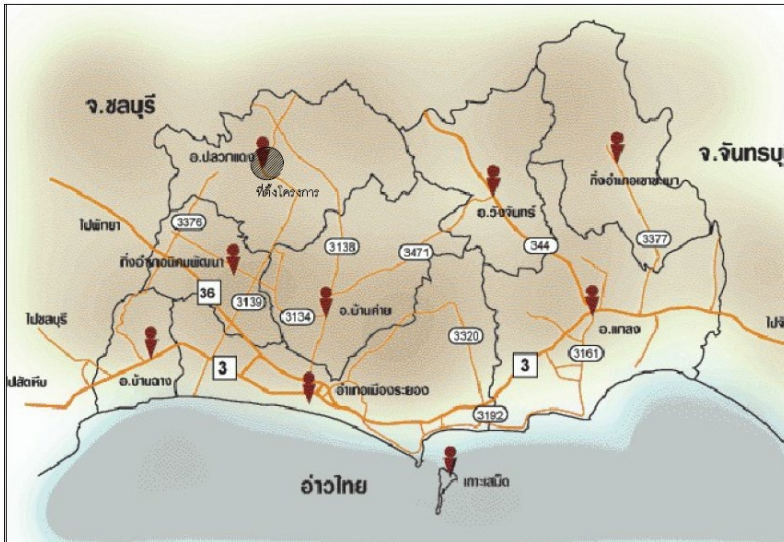 จ.ชลบุรี
อ.ปลวกแดง
ที่ตั้งโครงการ
จ.จันทรบุ
กิ่งอำเภอเขาชะเมา
อ.วังจันทร์
ไปพัทยา
3376
3138
3471
344
3377
กิ่งอำเภอนิคมพัฒนา
36
3139
3134
อ.บ้านค่าย
ไปชลบุรี
3320
อ.แกลง
ไปจั
3161
อ.บ้านฉาง
3
3
ไปสัตหีบ
อำเภอเมืองระยอง
3192
อ่าวไทย
เกาะเสม็ด